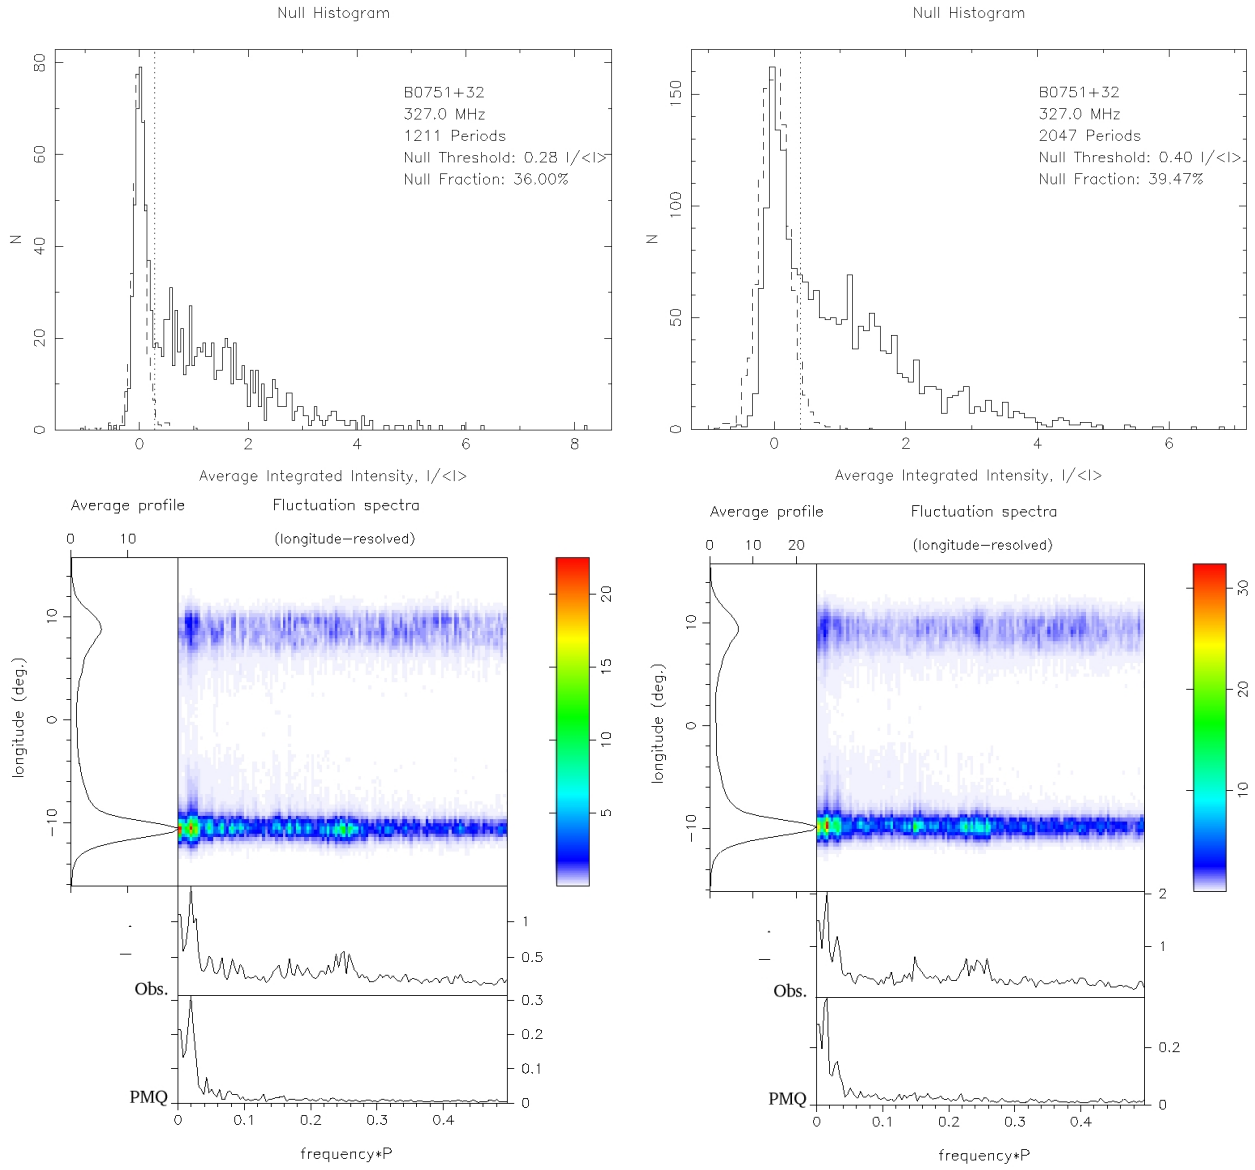 Null Histogram
80
60
40
20
0
N
B0751+32
327.0 MHz
1211 Periods
Null Threshold: 0.28 I/<I>
Null Fraction: 36.00%
0 2 4 6 8
Average Integrated Intensity, I/<I>
Null Histogram
150
100
50
0
N
B0751+32
327.0 MHz
2047 Periods
Null Threshold: 0.40 I/<I>
Null Fraction: 39.47%
0 2 4 6
Average Integrated Intensity, I/<I>
Average profile Fluctuation spectra
0 10 (longitude-resolved)
longitude (deg.)
10
0
-10
20
15
10
5
1
0.5
Obs.
0.3
0.2
0.1
0
PMQ
0 0.1 0.2 0.3 0.4
frequency*P
Average profile Fluctuation spectra
0 10 20 (longitude-resolved)
longitude (deg.)
10
0
-10
30
20
10
2
1
Obs.
0.2
0
PMQ
0 0.1 0.2 0.3 0.4
frequency*P